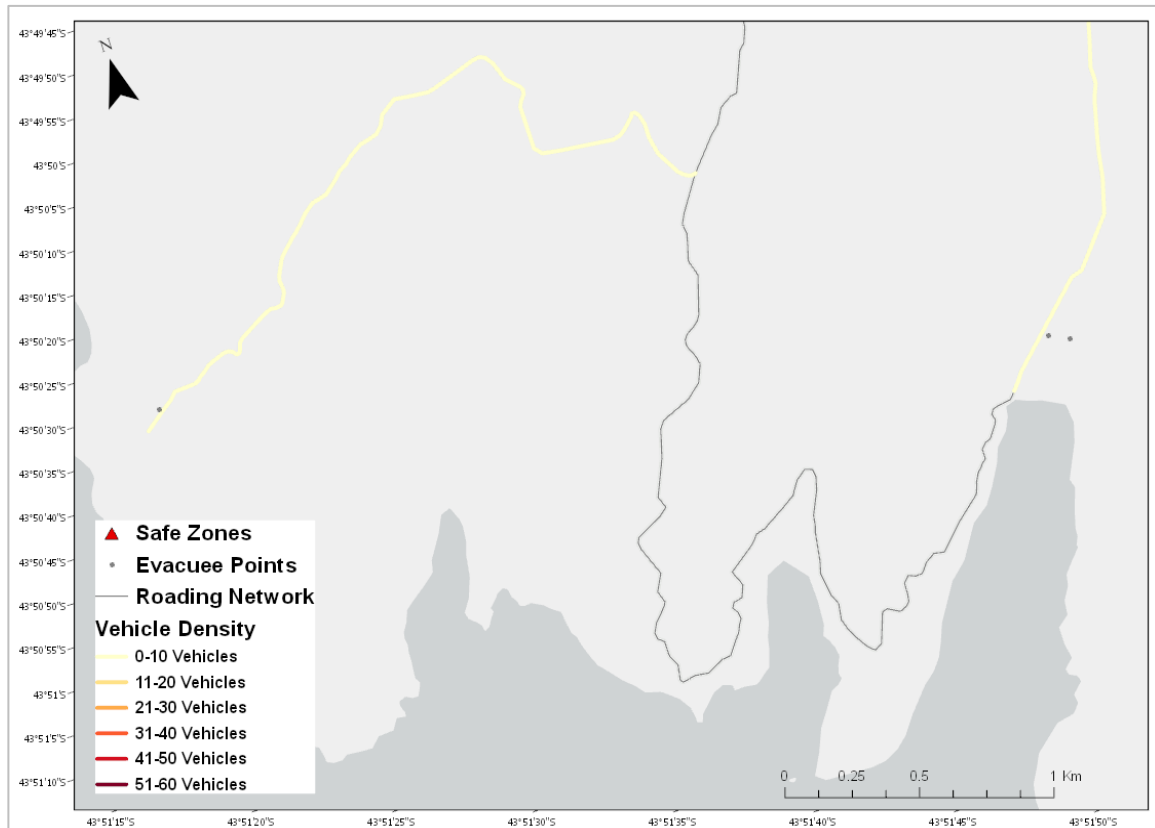 N
43°49'45"S
43°49'50"S
43°49'55"S
43°50'S
43°50'5"S
43°50'10"S
43°50'15"S
43°50'20"S
43°50'25"S
43°50'30"S
43°50'35"S
43°50'40"S
43°50'45"S
43°50'50"S
43°50'55"S
43°51'S
43°51'5"S
43°51'10"S
Safe Zones
Evacuee Points
Roading Network
Vehicle Density
0-10 Vehicles
11-20 Vehicles
21-30 Vehicles
31-40 Vehicles
41-50 Vehicles
51-60 Vehicles
0 0.25 0.5 1 Km
43°51'15"S 43°51'20"S 43°51'25"S 43°51'30"S 43°51'35"S 43°51'40"S 43°51'45"S 43°51'50"S